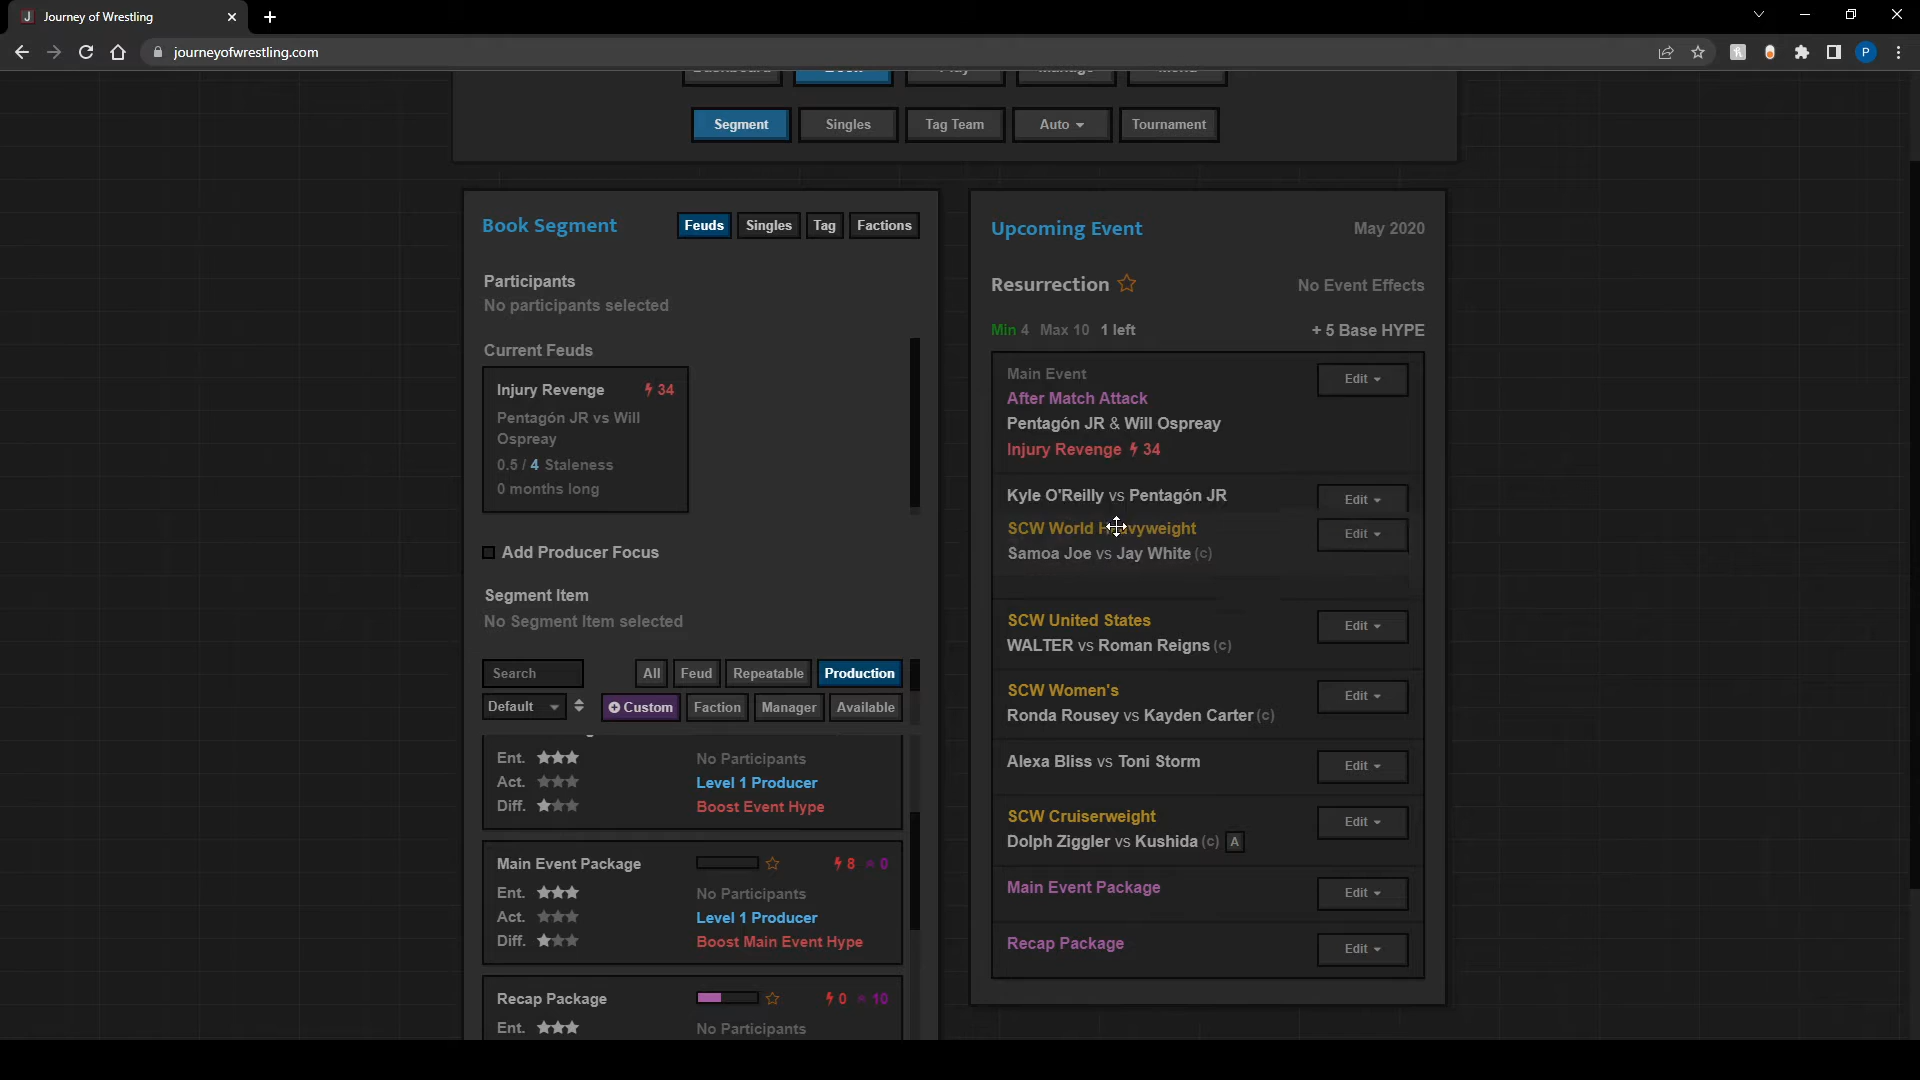 Journey of Wrestling
journeyofwrestling.com
P
Dashboard Book Play Manage Menu
Segment Singles Tag Team Auto Tournament
Book Segment Feuds Singles Tag Factions
Participants
No participants selected
Current Feuds
Injury Revenge 34
Pentagón JR vs Will
Ospreay
0.5 / 4 Staleness
0 months long
Add Producer Focus
Segment Item
No Segment Item selected
Search All Feud Repeatable Production
Default Custom Faction Manager Available
Ent. No Participants
Act. Level 1 Producer
Diff. Boost Event Hype
Main Event Package 8 0
Ent. No Participants
Act. Level 1 Producer
Diff. Boost Main Event Hype
Recap Package 0 10
Ent. No Participants
Upcoming Event May 2020
Resurrection No Event Effects
Min 4 Max 10 1 left + 5 Base HYPE
Main Event Edit
After Match Attack
Pentagón JR & Will Ospreay
Injury Revenge 34
Kyle O'Reilly vs Pentagón JR Edit
SCW World Heavyweight Edit
Samoa Joe vs Jay White (c)
SCW United States Edit
WALTER vs Roman Reigns (c)
SCW Women's Edit
Ronda Rousey vs Kayden Carter (c)
Alexa Bliss vs Toni Storm Edit
SCW Cruiserweight Edit
Dolph Ziggler vs Kushida (c) A
Main Event Package Edit
Recap Package Edit